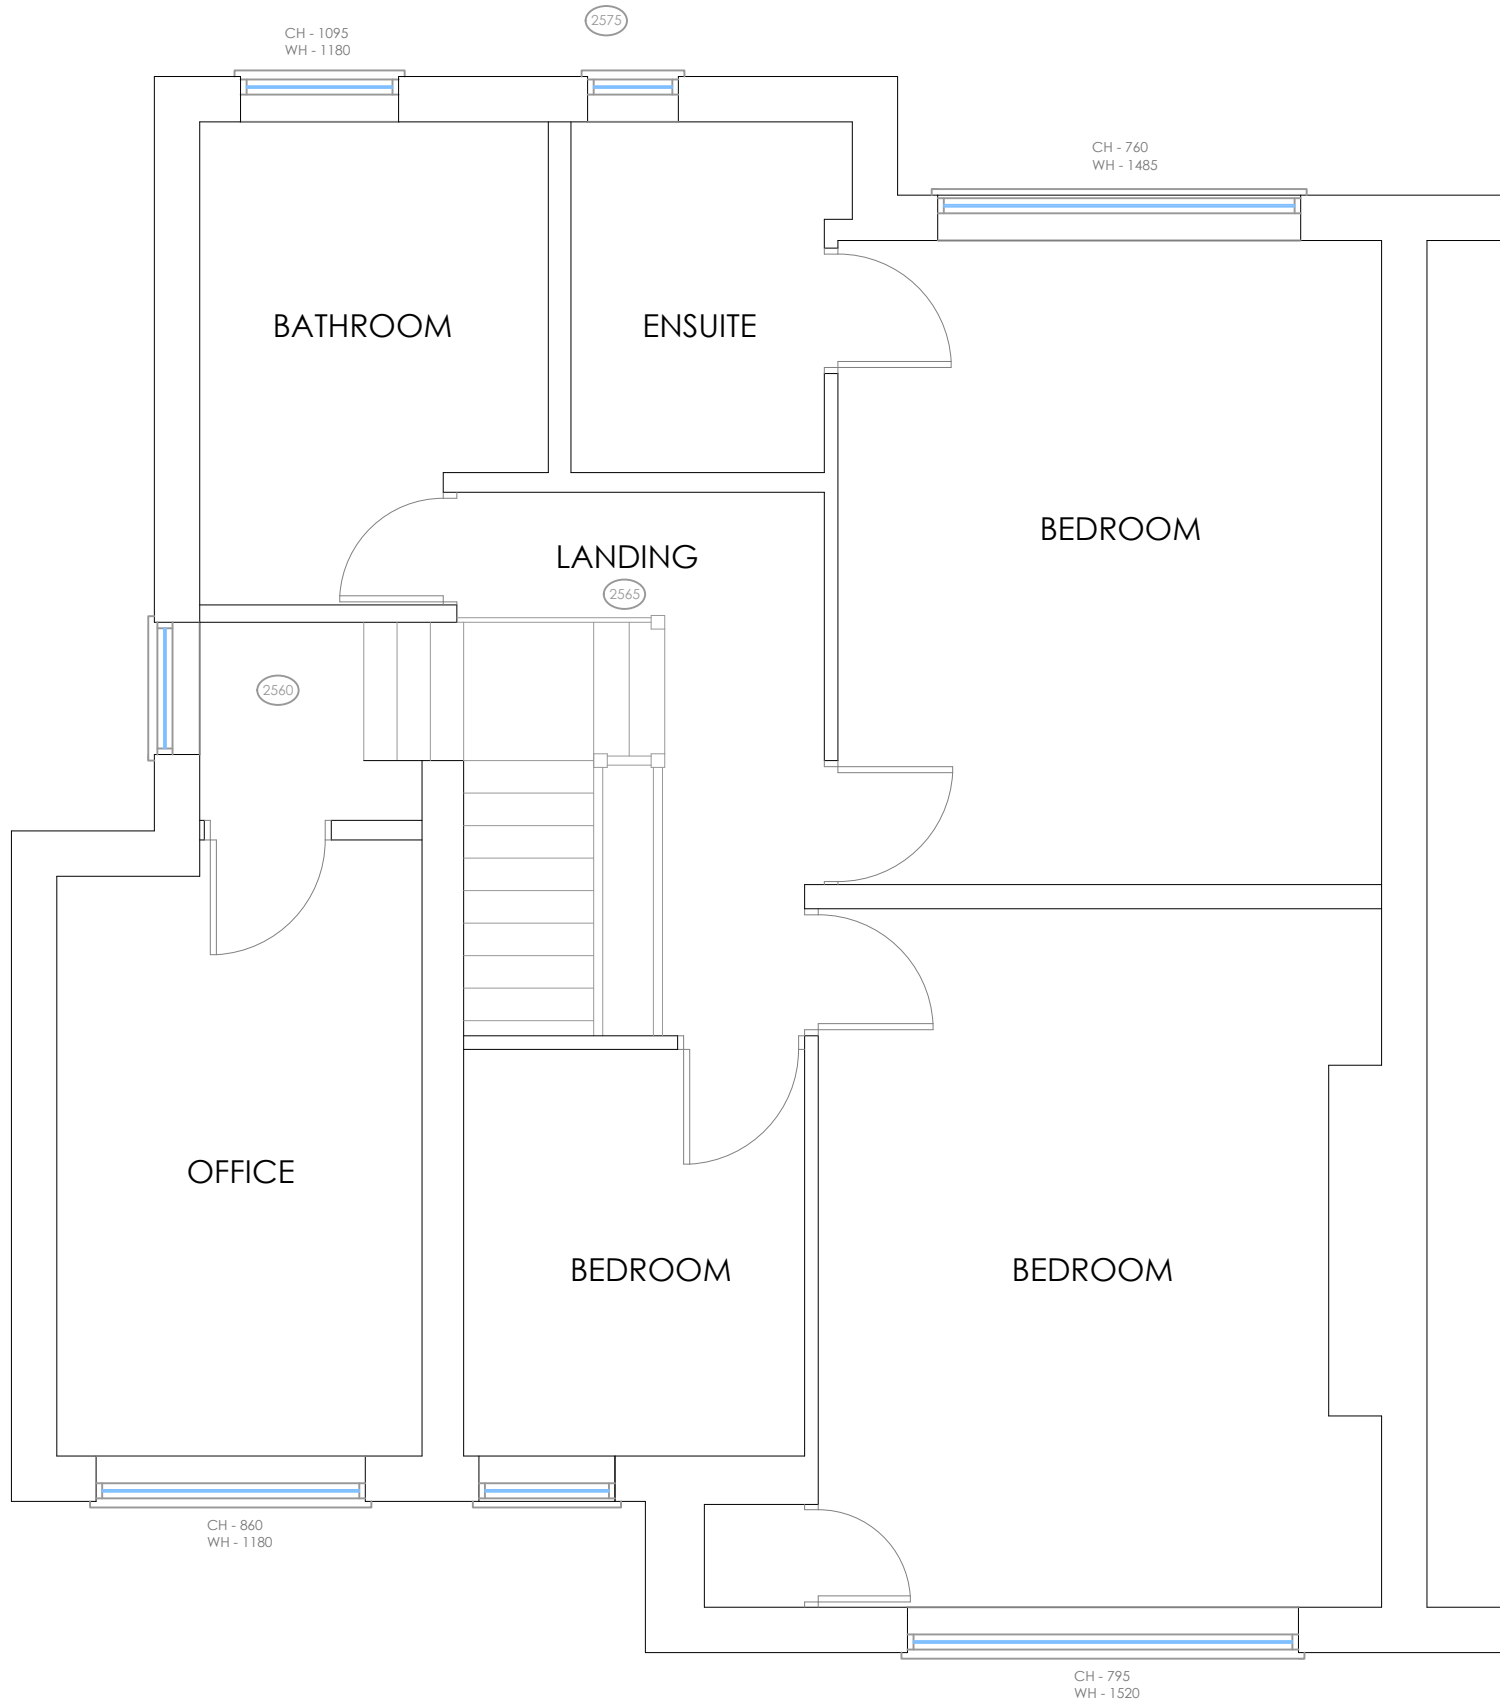 2575
CH - 1095
WH - 1180
CH - 760
WH - 1485
BATHROOM
ENSUITE
BEDROOM
LANDING
2565
2560
OFFICE
BEDROOM
BEDROOM
CH - 860
WH - 1180
CH - 795
WH - 1520